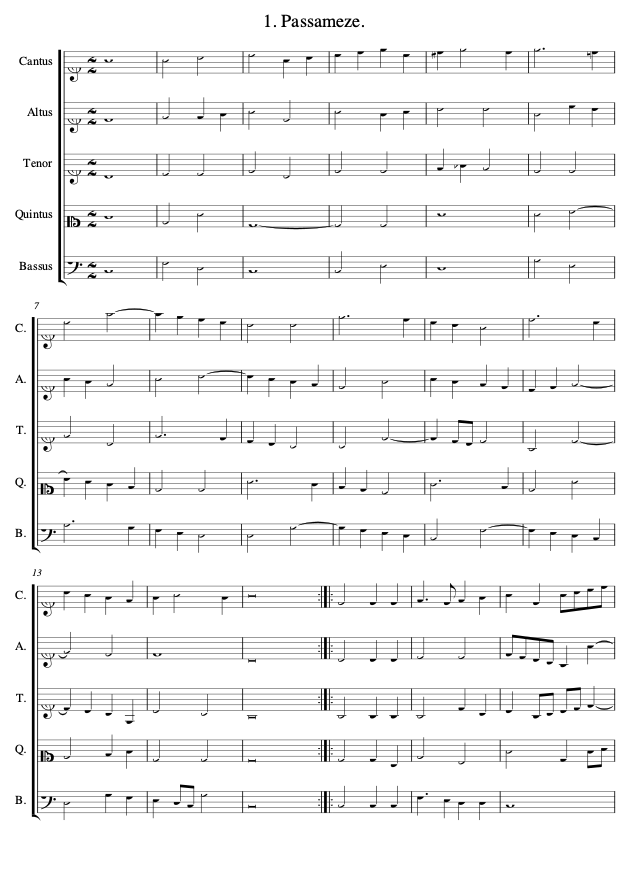 1. Passameze.
Cantus
Altus
Tenor
Quintus
Bassus
7
C.
A.
T.
Q.
B.
13
C.
A.
T.
Q.
B.